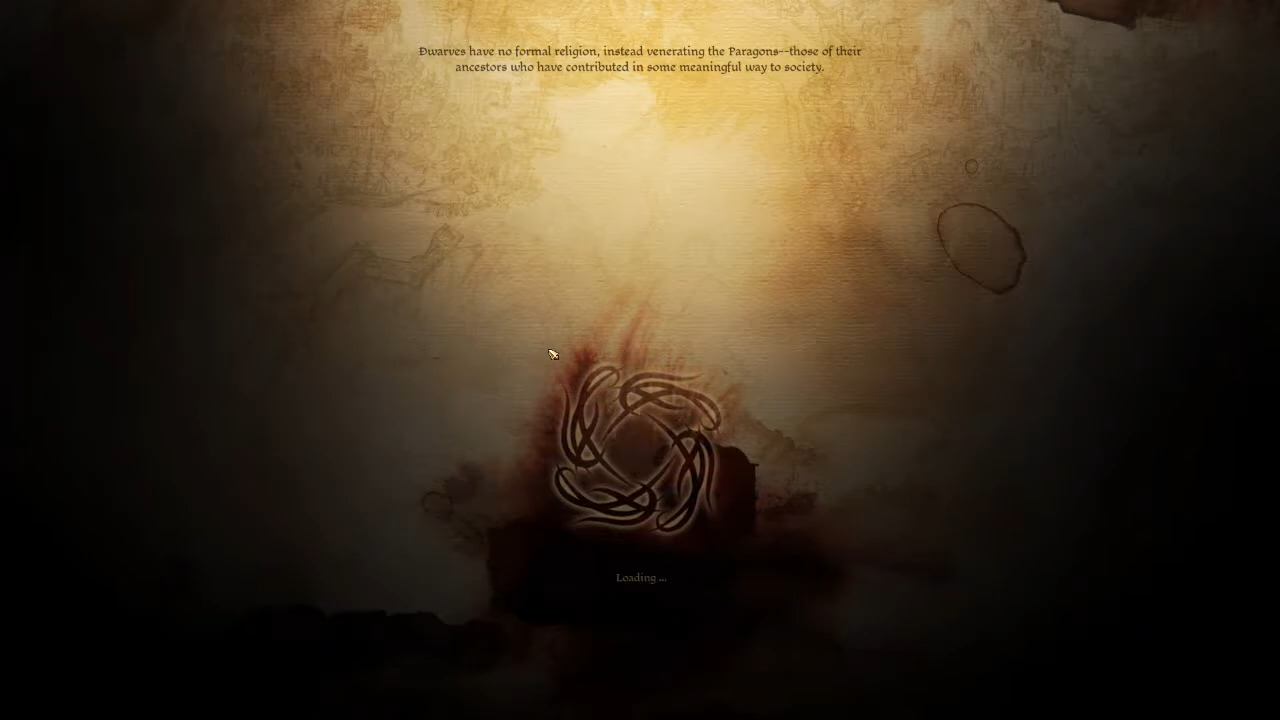 Dwarves have no formal religion, instead venerating the Paragons--those of their
ancestors who have contributed in some meaningful way to society.
Loading ...